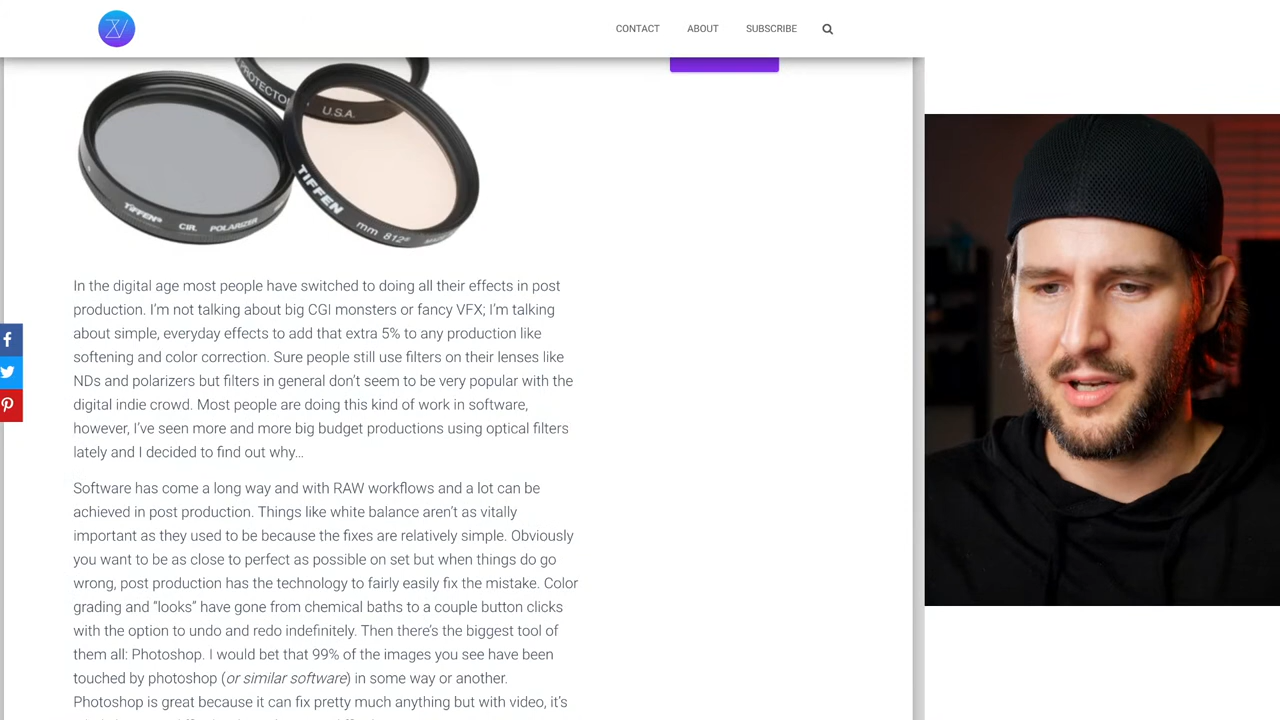 CONTACT ABOUT SUBSCRIBE
PROTECTO
U.S.A.
TIFFEN CIR. POLARIZER
TIFFEN
In the digital age most people have switched to doing all their effects in post
production. I’m not talking about big CGI monsters or fancy VFX; I’m talking
about simple, everyday effects to add that extra 5% to any production like
softening and color correction. Sure people still use filters on their lenses like
NDs and polarizers but filters in general don’t seem to be very popular with the
digital indie crowd. Most people are doing this kind of work in software,
however, I’ve seen more and more big budget productions using optical filters
lately and I decided to find out why…
Software has come a long way and with RAW workflows and a lot can be
achieved in post production. Things like white balance aren’t as vitally
important as they used to be because the fixes are relatively simple. Obviously
you want to be as close to perfect as possible on set but when things do go
wrong, post production has the technology to fairly easily fix the mistake. Color
grading and “looks” have gone from chemical baths to a couple button clicks
with the option to undo and redo indefinitely. Then there’s the biggest tool of
them all: Photoshop. I would bet that 99% of the images you see have been
touched by photoshop (or similar software) in some way or another.
Photoshop is great because it can fix pretty much anything but with video, it’s